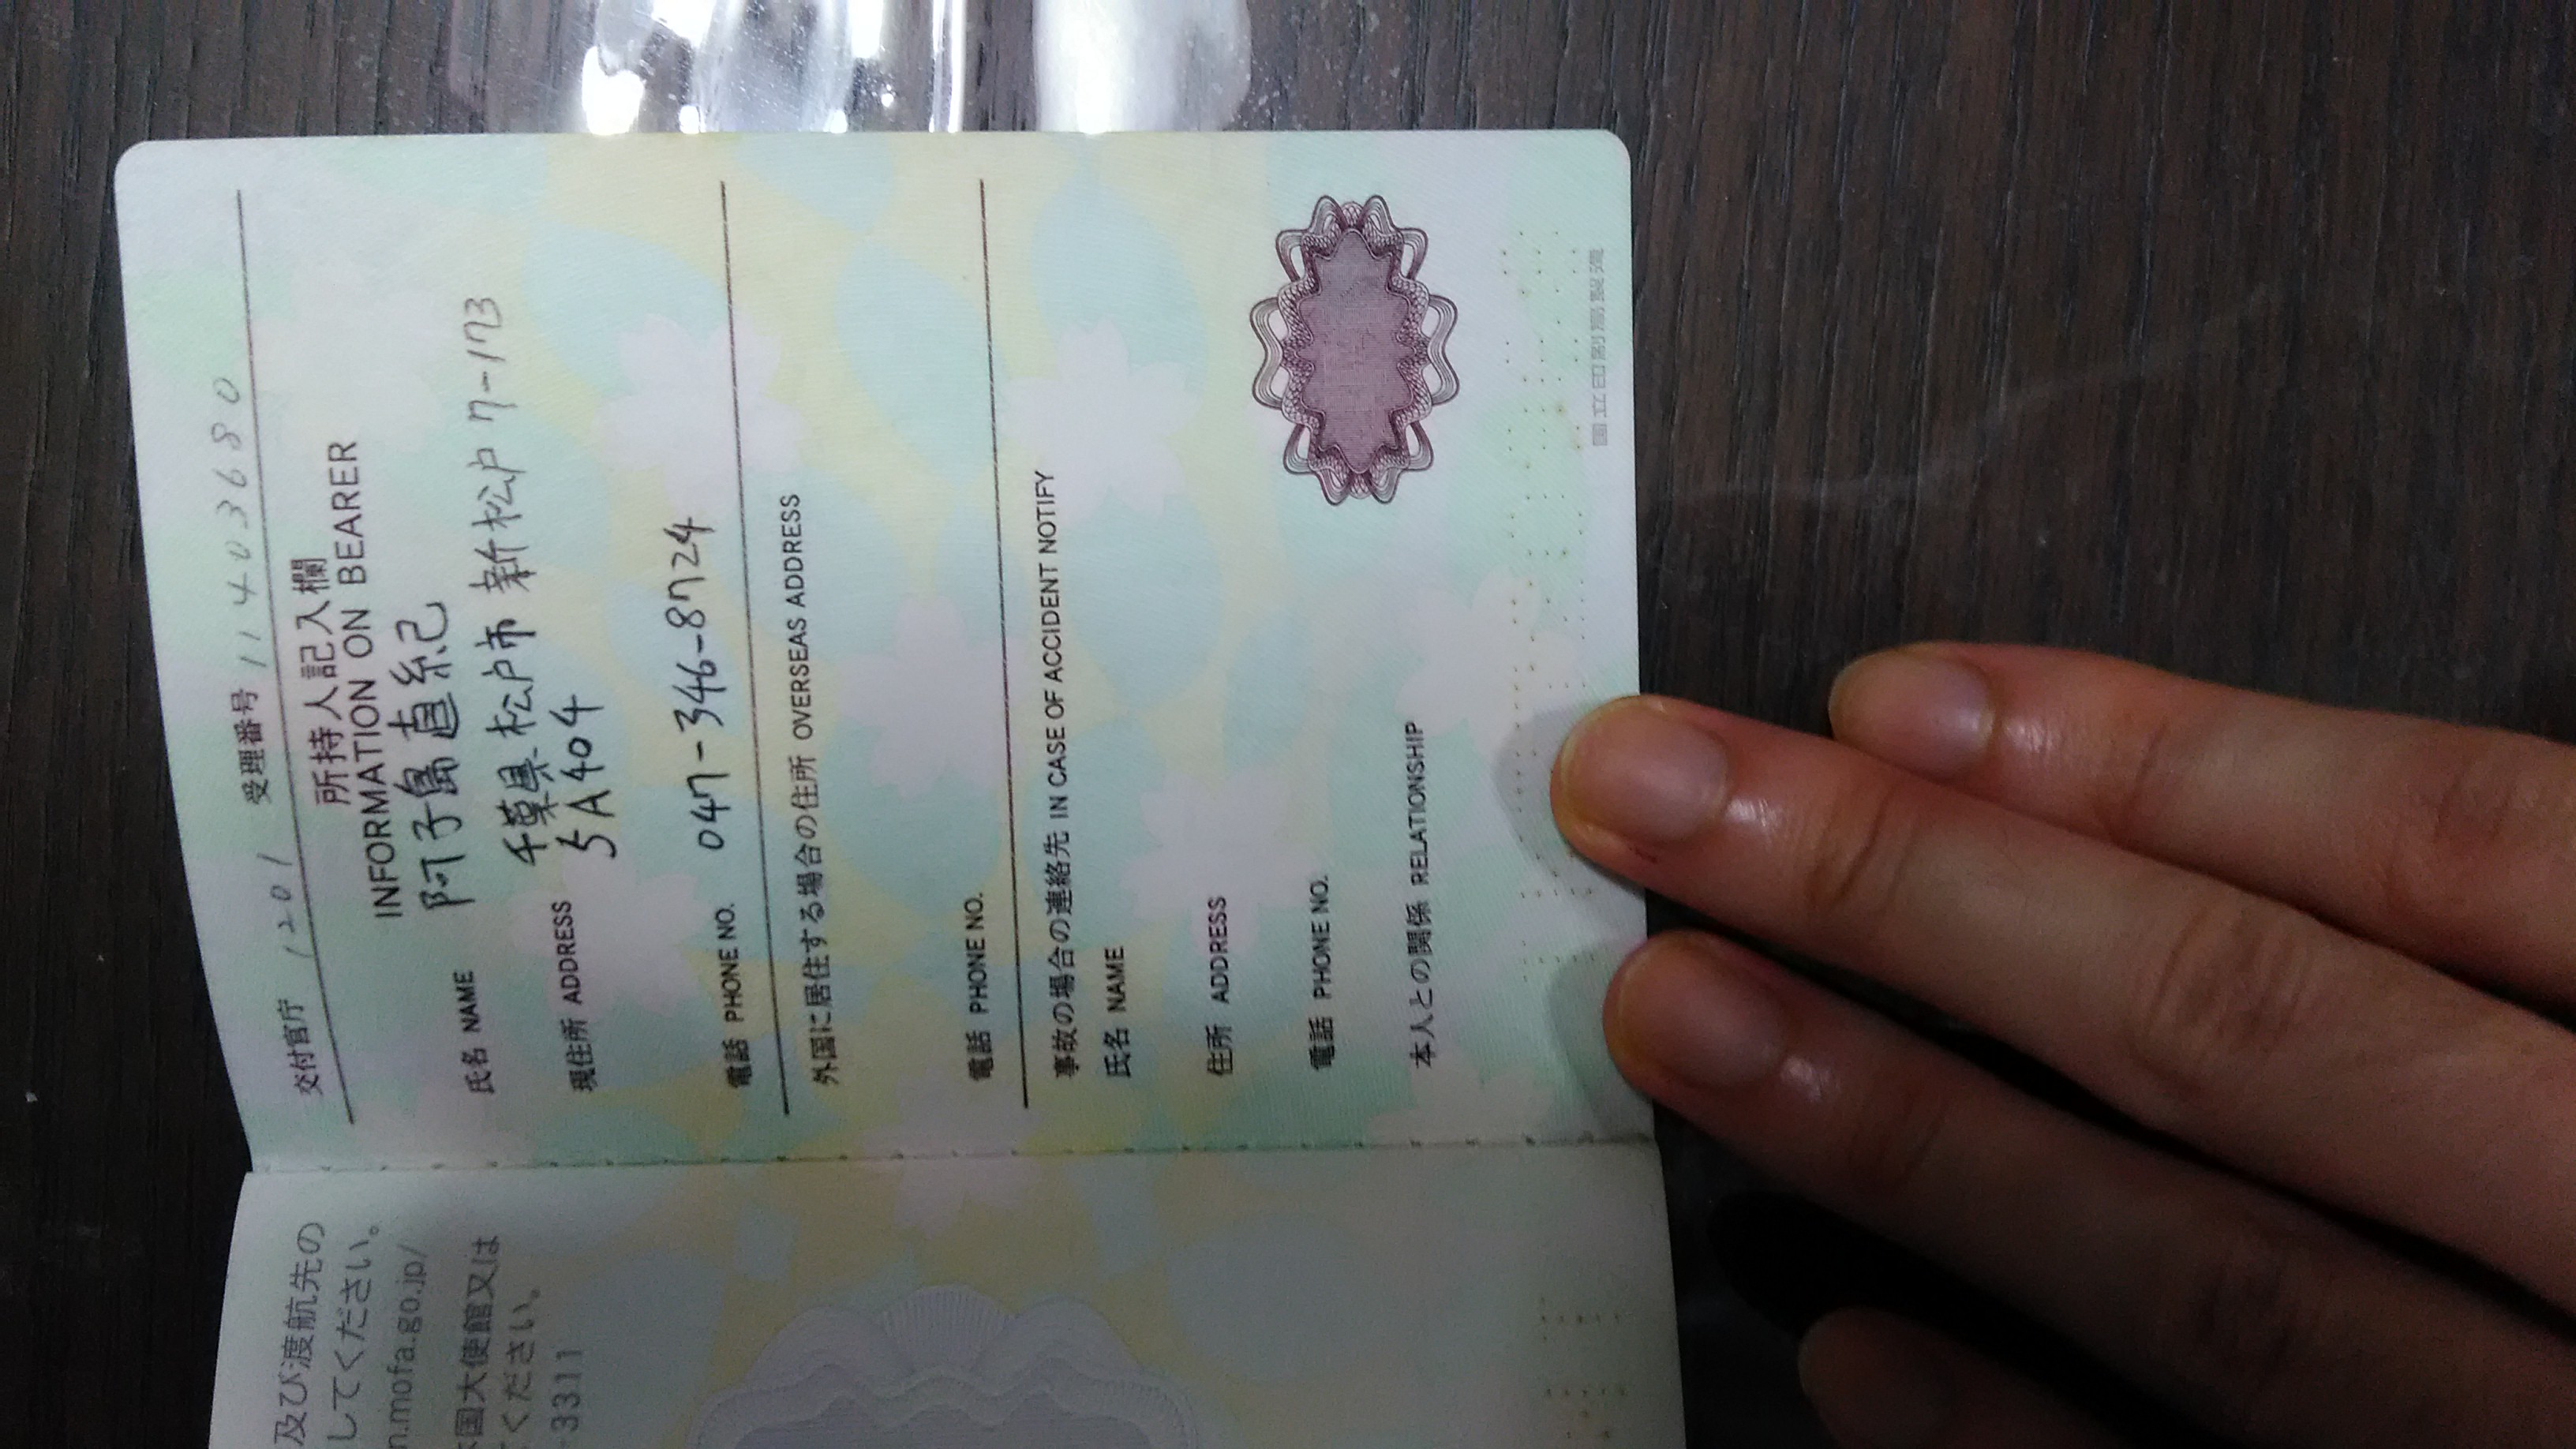 交付官庁 1201 受理番号 11403680
所持人記入欄
INFORMATION ON BEARER
氏名 NAME 阿子島直紀
現住所 ADDRESS 千葉県松戸市 新松戸 7-173
5A404
電話 PHONE NO. 047-346-8724
外国に居住する場合の住所 OVERSEAS ADDRESS
電話 PHONE NO.
事故の場合の連絡先 IN CASE OF ACCIDENT NOTIFY
氏名 NAME
住所 ADDRESS
電話 PHONE NO.
本人との関係 RELATIONSHIP
国立印刷局製造
及び渡航先の
してください。
n.mofa.go.jp/
国大使館又は
ください。
3311